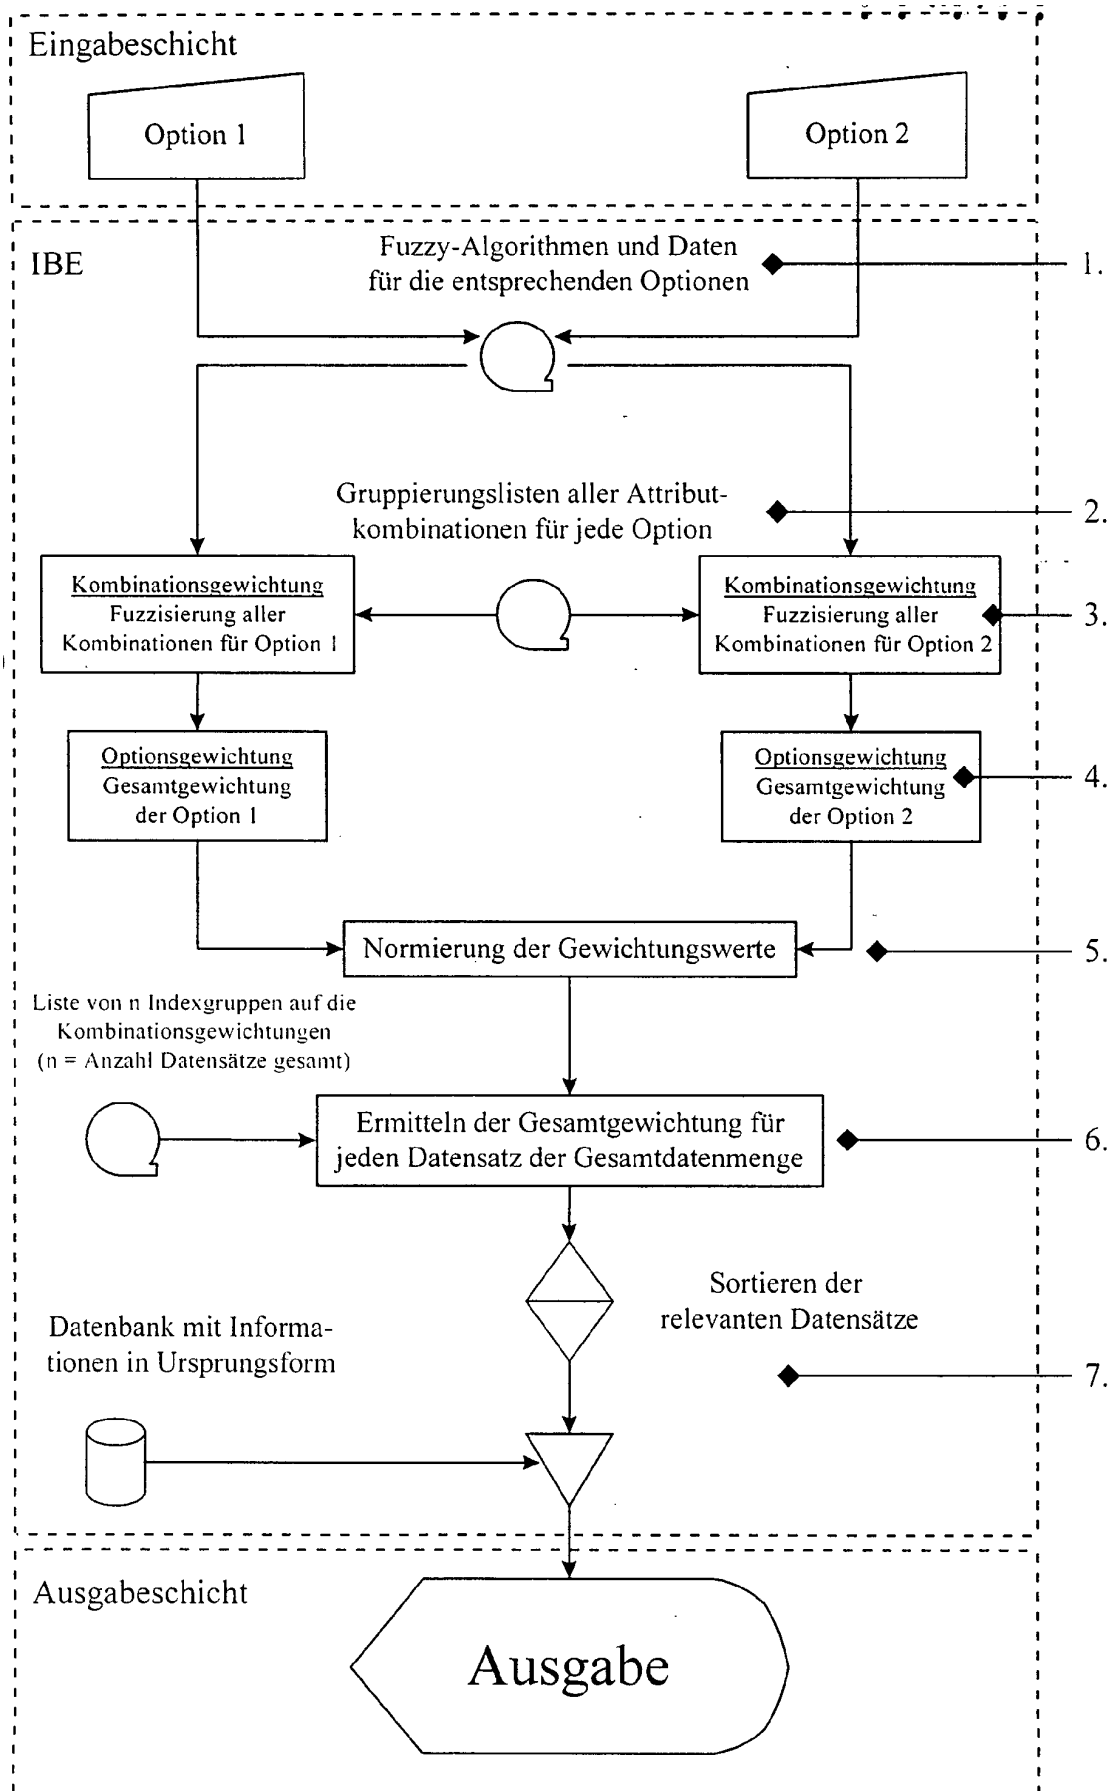 Eingabeschicht
Option 1
Option 2
IBE
Fuzzy-Algorithmen und Daten
für die entsprechenden Optionen
1.
Gruppierungslisten aller Attribut-
kombinationen für jede Option
2.
Kombinationsgewichtung
Fuzzisierung aller
Kombinationen für Option 1
Kombinationsgewichtung
Fuzzisierung aller
Kombinationen für Option 2
3.
Optionsgewichtung
Gesamtgewichtung
der Option 1
Optionsgewichtung
Gesamtgewichtung
der Option 2
4.
Normierung der Gewichtungswerte
5.
Liste von n Indexgruppen auf die
Kombinationsgewichtungen
(n = Anzahl Datensätze gesamt)
Ermitteln der Gesamtgewichtung für
jeden Datensatz der Gesamtdatenmenge
6.
Sortieren der
relevanten Datensätze
Datenbank mit Informa-
tionen in Ursprungsform
7.
Ausgabeschicht
Ausgabe